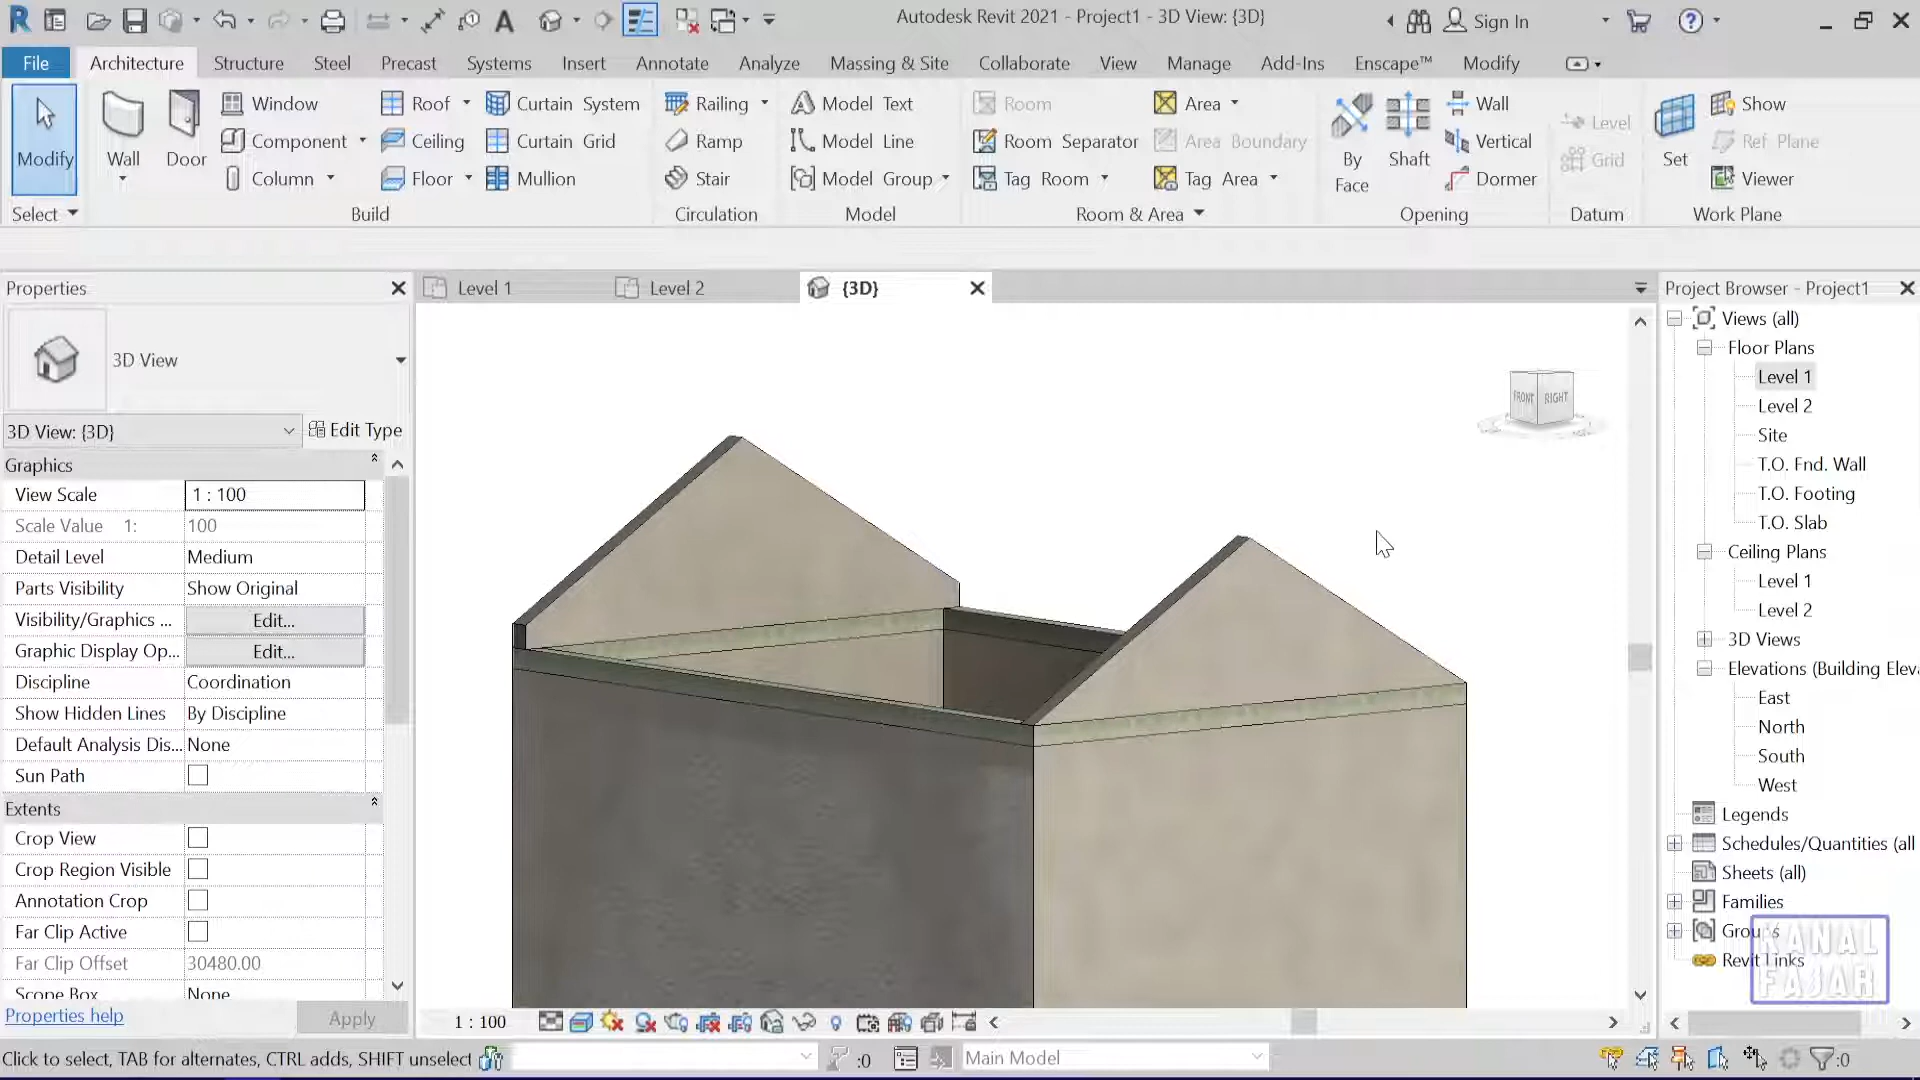 Autodesk Revit 2021 - Project1 - 3D View: {3D}
Sign In
File Architecture Structure Steel Precast Systems Insert Annotate Analyze Massing & Site Collaborate View Manage Add-Ins Enscape™ Modify
Modify
Select
Wall
Door
Window
Component
Column
Roof
Ceiling
Floor
Curtain System
Curtain Grid
Mullion
Build
Railing
Ramp
Stair
Circulation
Model Text
Model Line
Model Group
Model
Room
Room Separator
Tag Room
Area
Area Boundary
Tag Area
Room & Area
By
Face
Shaft
Wall
Vertical
Dormer
Opening
Level
Grid
Datum
Set
Show
Ref Plane
Viewer
Work Plane
Properties
Level 1
Level 2
{3D}
Project Browser - Project1
3D View
3D View: {3D}
Edit Type
Graphics
View Scale 1 : 100
Scale Value 1: 100
Detail Level Medium
Parts Visibility Show Original
Visibility/Graphics ... Edit...
Graphic Display Op... Edit...
Discipline Coordination
Show Hidden Lines By Discipline
Default Analysis Dis... None
Sun Path
Extents
Crop View
Crop Region Visible
Annotation Crop
Far Clip Active
Far Clip Offset 30480.00
Scope Box None
Properties help
Apply
FRONT RIGHT
Views (all)
Floor Plans
Level 1
Level 2
Site
T.O. Fnd. Wall
T.O. Footing
T.O. Slab
Ceiling Plans
Level 1
Level 2
3D Views
Elevations (Building Eleva
East
North
South
West
Legends
Schedules/Quantities (all
Sheets (all)
Families
Groups
Revit Links
KANAL
FAJAR
1 : 100
Click to select, TAB for alternates, CTRL adds, SHIFT unselect
:0
Main Model
:0